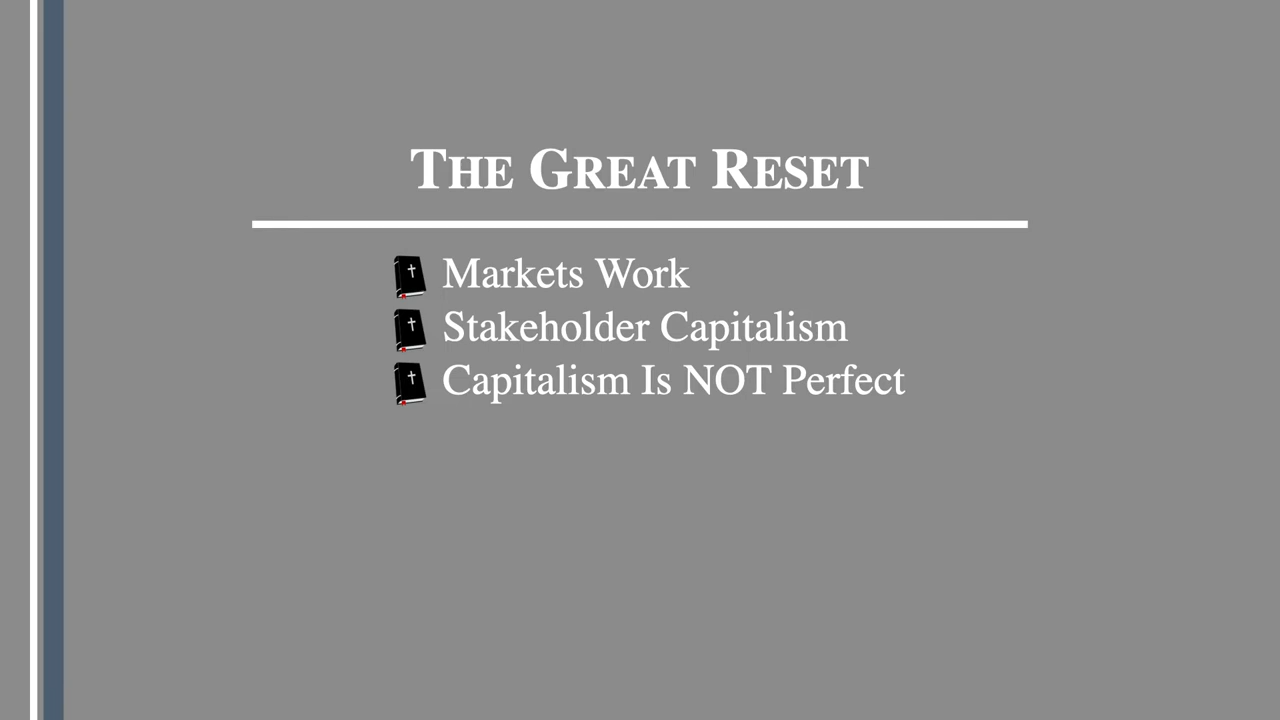 THE GREAT RESET
Markets Work
Stakeholder Capitalism
Capitalism Is NOT Perfect